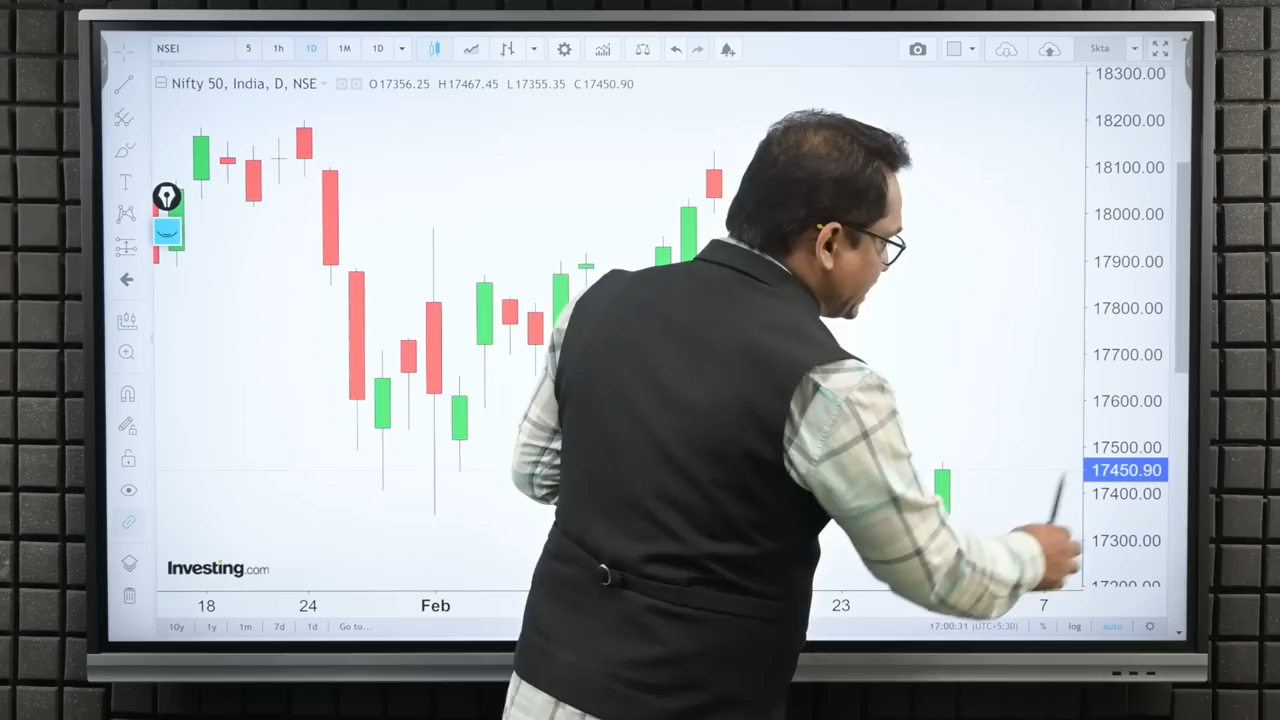 NSEI 5 1h 1D 1M 1D Skta
Nifty 50, India, D, NSE O17356.25 H17467.45 L17355.35 C17450.90
18300.00
18200.00
18100.00
18000.00
17900.00
17800.00
17700.00
17600.00
17500.00
17450.90
17400.00
17300.00
17200.00
Investing.com
18 24 Feb 23 7
10y 1y 1m 7d 1d Go to... 17:00:31 (UTC+5:30) % log auto